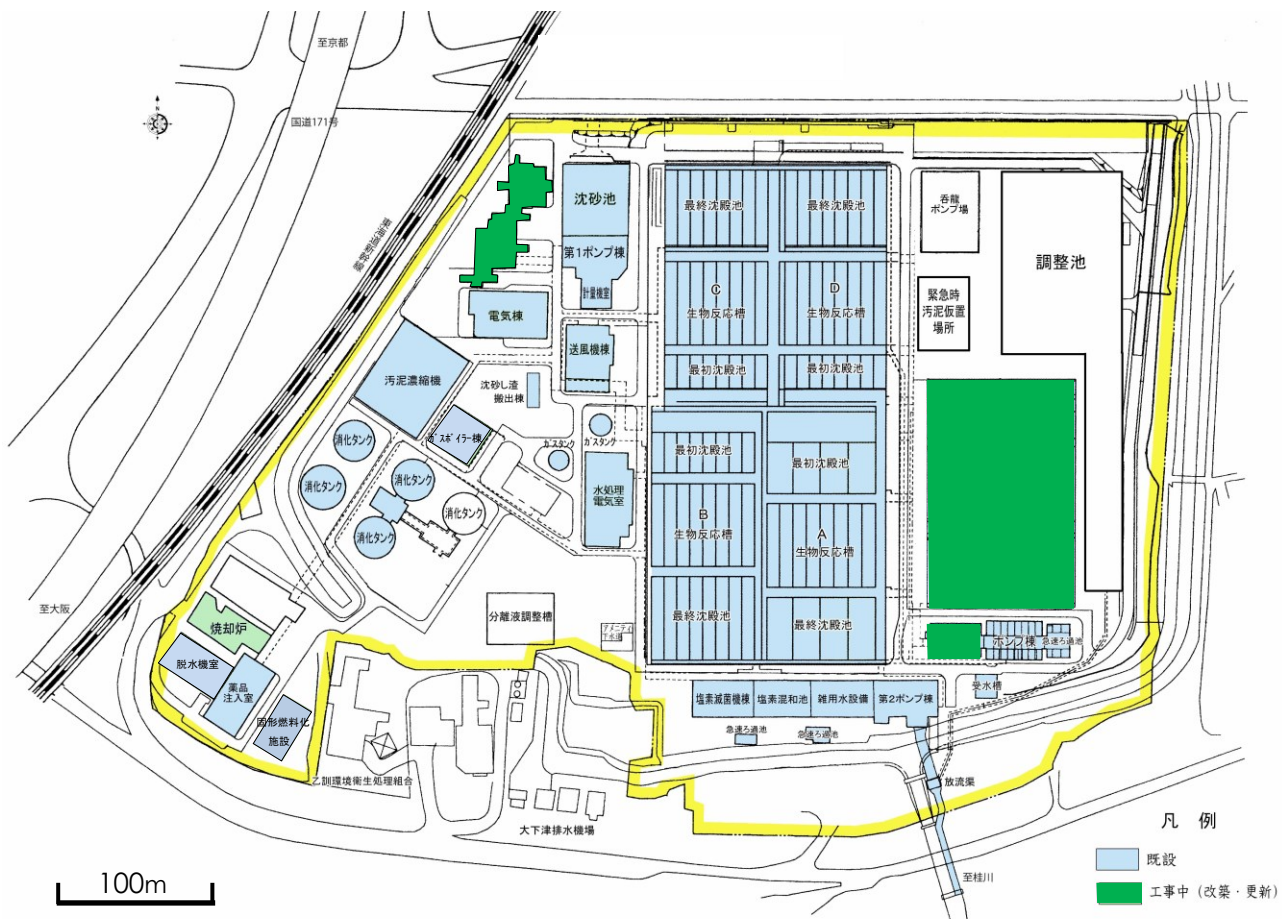 至京都
国道171号
N
東海道新幹線
沈砂池
第1ポンプ棟
計量機室
電気棟
送風機棟
汚泥濃縮機
沈砂し渣
搬出棟
ガスボイラー棟
ガスタンク
ガスタンク
水処理
電気室
消化タンク
消化タンク
消化タンク
消化タンク
消化タンク
最終沈殿池
最終沈殿池
C
生物反応槽
D
生物反応槽
最初沈殿池
最初沈殿池
最初沈殿池
最初沈殿池
B
生物反応槽
A
生物反応槽
最終沈殿池
最終沈殿池
呑龍
ポンプ場
調整池
緊急時
汚泥仮置
場所
ポンプ棟
急速ろ過池
受水槽
至大阪
焼却炉
脱水機室
薬品
注入室
固形燃料化
施設
分離液調整槽
アメニティ
下水道
塩素滅菌機棟
塩素混和池
雑用水設備
第2ポンプ棟
急速ろ過池
急速ろ過池
放流渠
乙訓環境衛生処理組合
大下津排水機場
至桂川
凡 例
既設
工事中（改築・更新）
100m